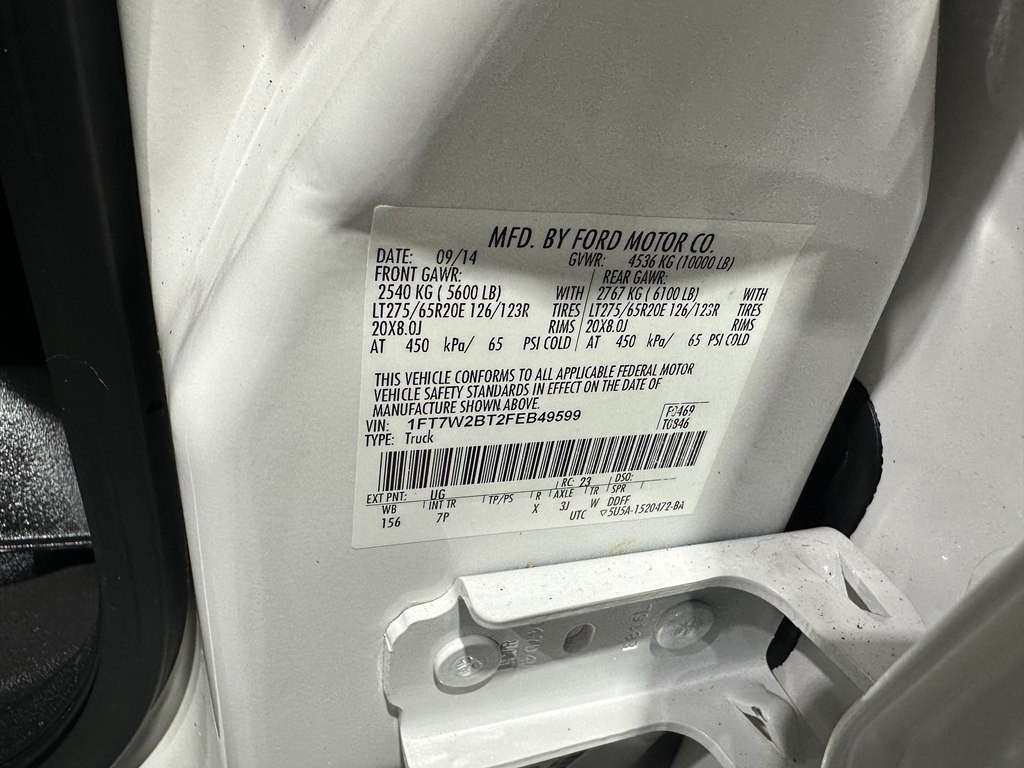 MFD. BY FORD MOTOR CO.
DATE: 09/14 GVWR: 4536 KG (10000 LB)
FRONT GAWR: REAR GAWR:
2540 KG ( 5600 LB) WITH 2767 KG ( 6100 LB) WITH
LT275/65R20E 126/123R TIRES LT275/65R20E 126/123R TIRES
20X8.0J RIMS 20X8.0J RIMS
AT 450 kPa/ 65 PSI COLD AT 450 kPa/ 65 PSI COLD
THIS VEHICLE CONFORMS TO ALL APPLICABLE FEDERAL MOTOR
VEHICLE SAFETY STANDARDS IN EFFECT ON THE DATE OF
MANUFACTURE SHOWN ABOVE.
VIN: 1FT7W2BT2FEB49599
F0469
TYPE: Truck
T0846
EXT PNT: UG RC: 23 DSO:
WB INT TR TP/PS R AXLE TR SPR
156 7P X 3J W DDFF
UTC ▽5U5A-1520472-BA